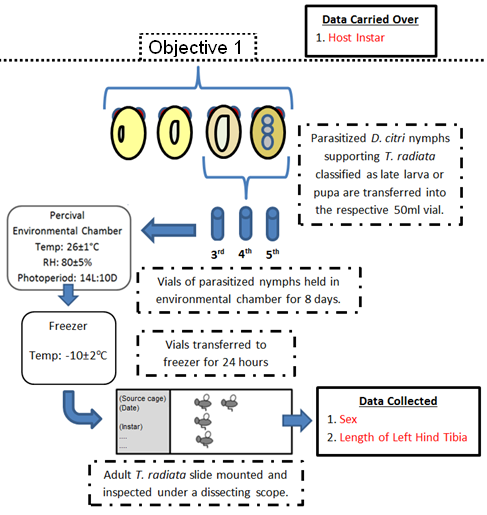 Data Carried Over
1. Host Instar
Objective 1
Parasitized D. citri nymphs
supporting T. radiata
classified as late larva or
pupa are transferred into
the respective 50ml vial.
3rd 4th 5th
Percival
Environmental Chamber
Temp: 26±1°C
RH: 80±5%
Photoperiod: 14L:10D
Vials of parasitized nymphs held in
environmental chamber for 8 days.
Freezer
Temp: -10±2°C
Vials transferred to
freezer for 24 hours
(Source cage)
(Date)
(Instar)
....
....
Data Collected
1. Sex
2. Length of Left Hind Tibia
Adult T. radiata slide mounted and
inspected under a dissecting scope.